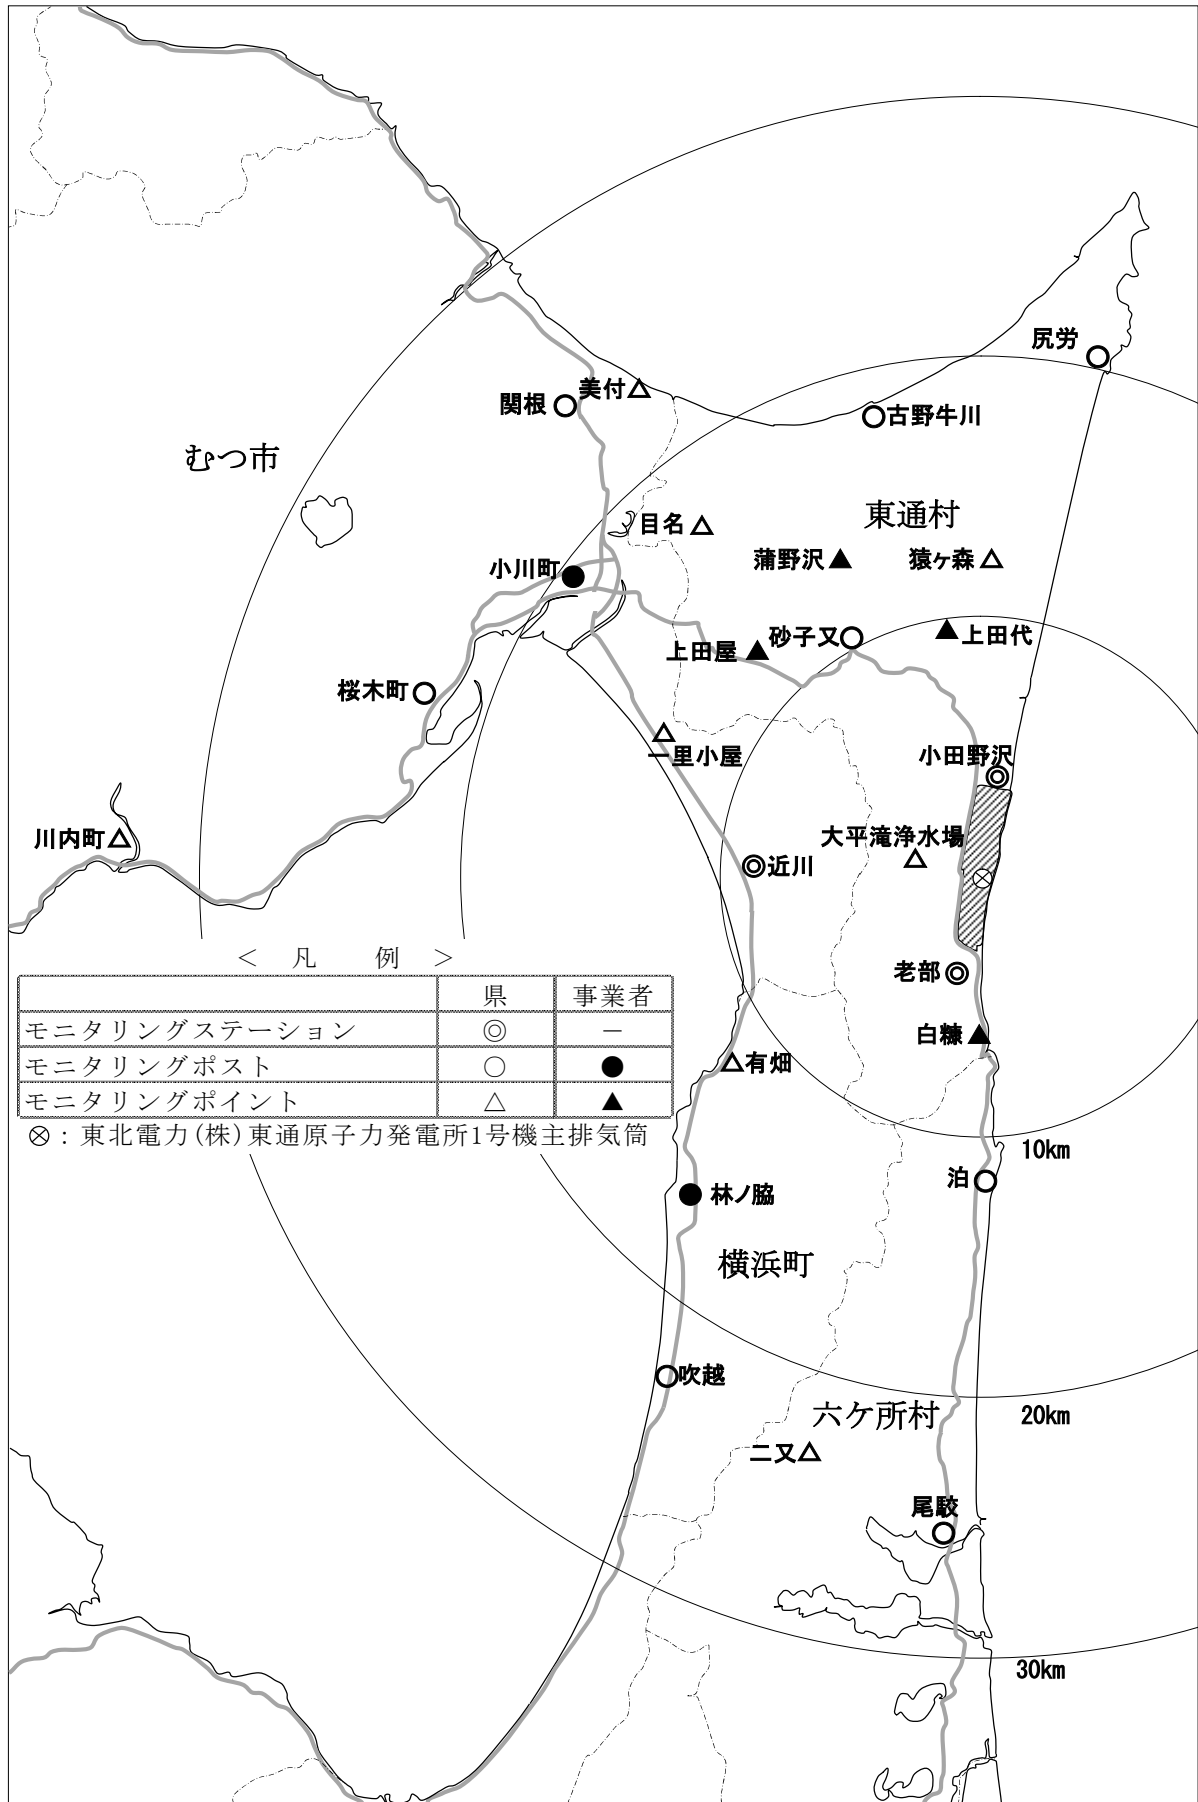 尻労
美付△
関根
古野牛川
むつ市
東通村
目名
蒲野沢
猿ヶ森
小川町
砂子又
上田代
上田屋
桜木町
一里小屋
小田野沢
川内町
大平滝浄水場
近川
＜ 凡 例 ＞
県 事業者
モニタリングステーション ◎ －
モニタリングポスト ○ ●
モニタリングポイント △ ▲
⊗：東北電力(株)東通原子力発電所1号機主排気筒
老部
白糠
有畑
10km
泊
林ノ脇
横浜町
吹越
六ケ所村
20km
二又
尾駮
30km